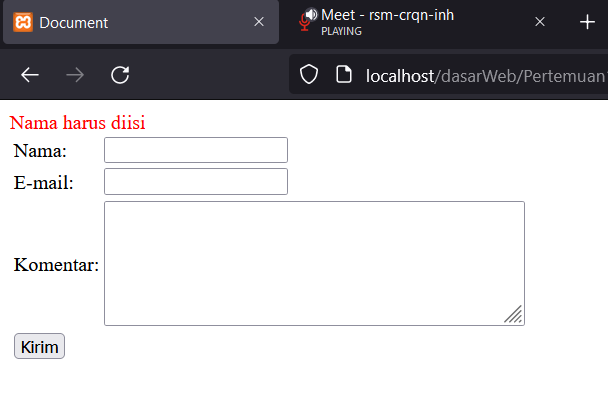 Document
Meet - rsm-crqn-inh
PLAYING
localhost/dasarWeb/Pertemuan
Nama harus diisi
Nama:
E-mail:
Komentar:
Kirim